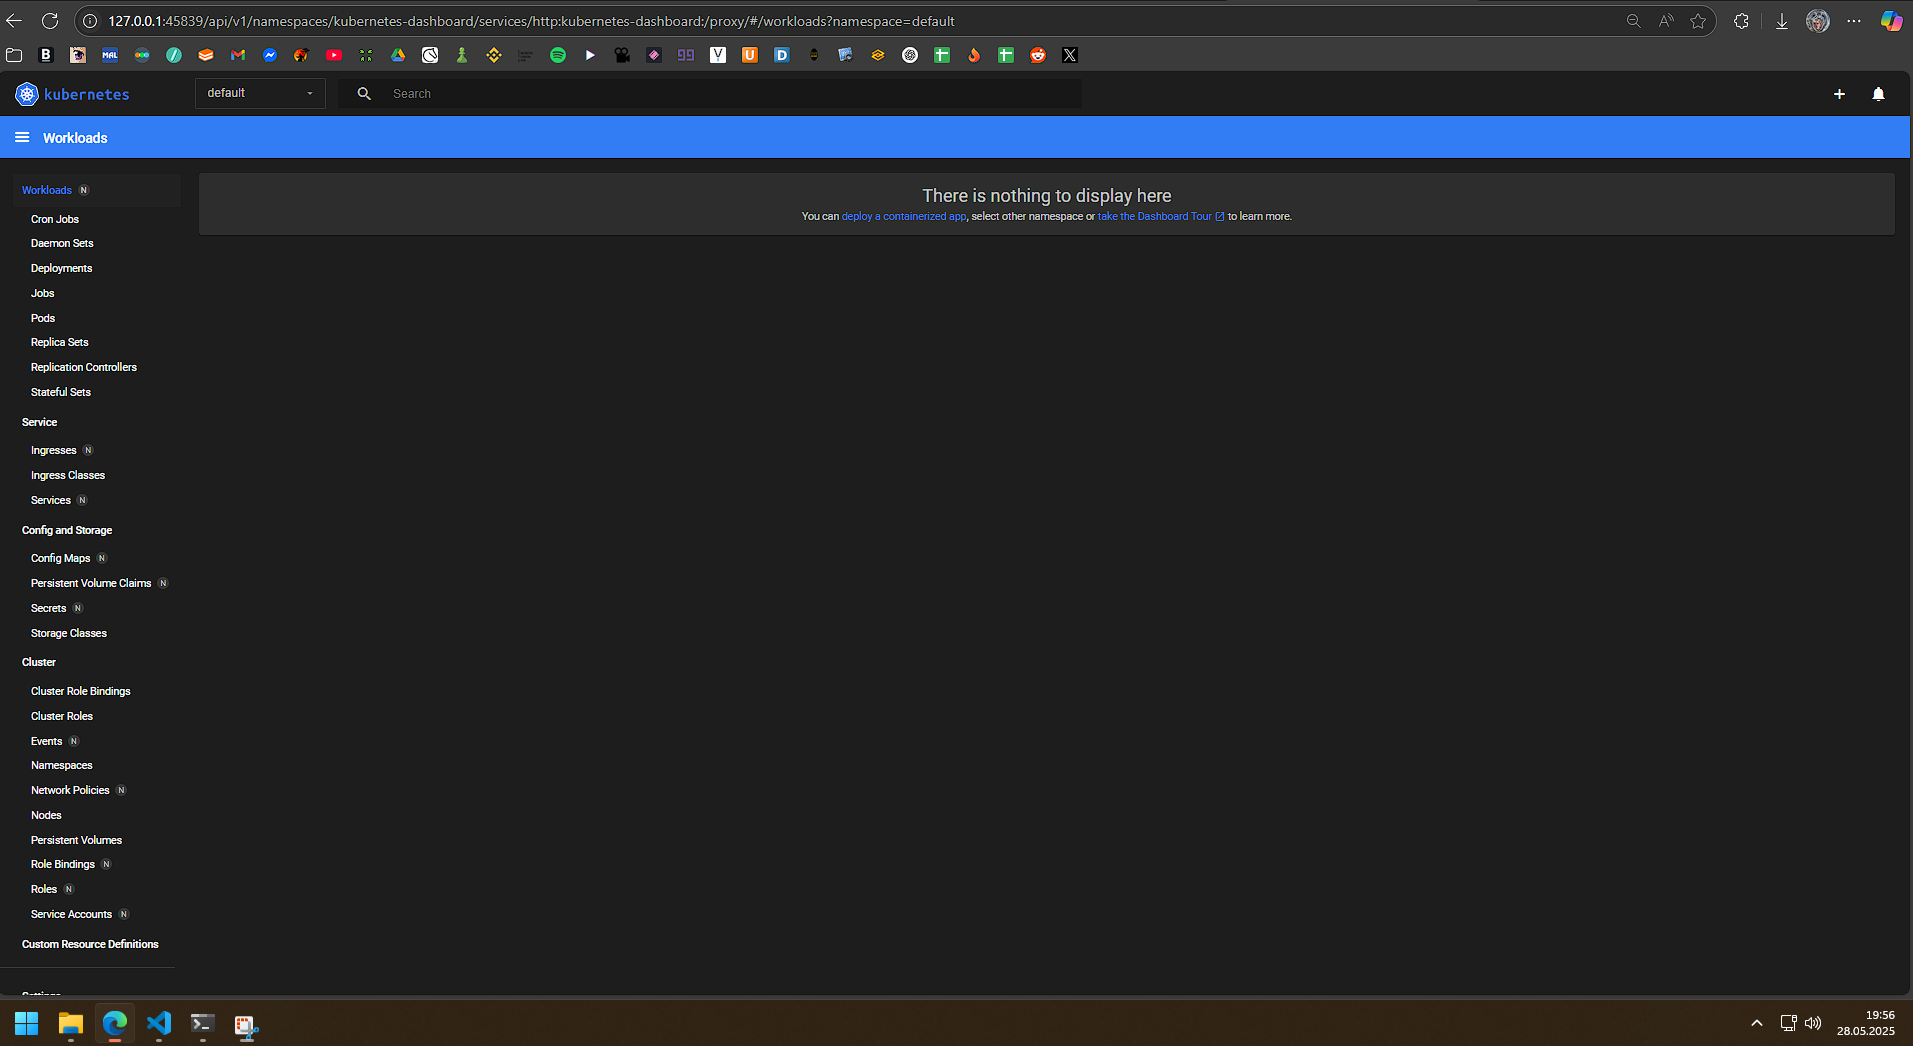 127.0.0.1:45839/api/v1/namespaces/kubernetes-dashboard/services/http:kubernetes-dashboard:/proxy/#/workloads?namespace=default
kubernetes
default
Search
Workloads
Workloads N
Cron Jobs
Daemon Sets
Deployments
Jobs
Pods
Replica Sets
Replication Controllers
Stateful Sets
Service
Ingresses N
Ingress Classes
Services N
Config and Storage
Config Maps N
Persistent Volume Claims N
Secrets N
Storage Classes
Cluster
Cluster Role Bindings
Cluster Roles
Events N
Namespaces
Network Policies N
Nodes
Persistent Volumes
Role Bindings N
Roles N
Service Accounts N
Custom Resource Definitions
There is nothing to display here
You can deploy a containerized app, select other namespace or take the Dashboard Tour to learn more.
19:56
28.05.2025